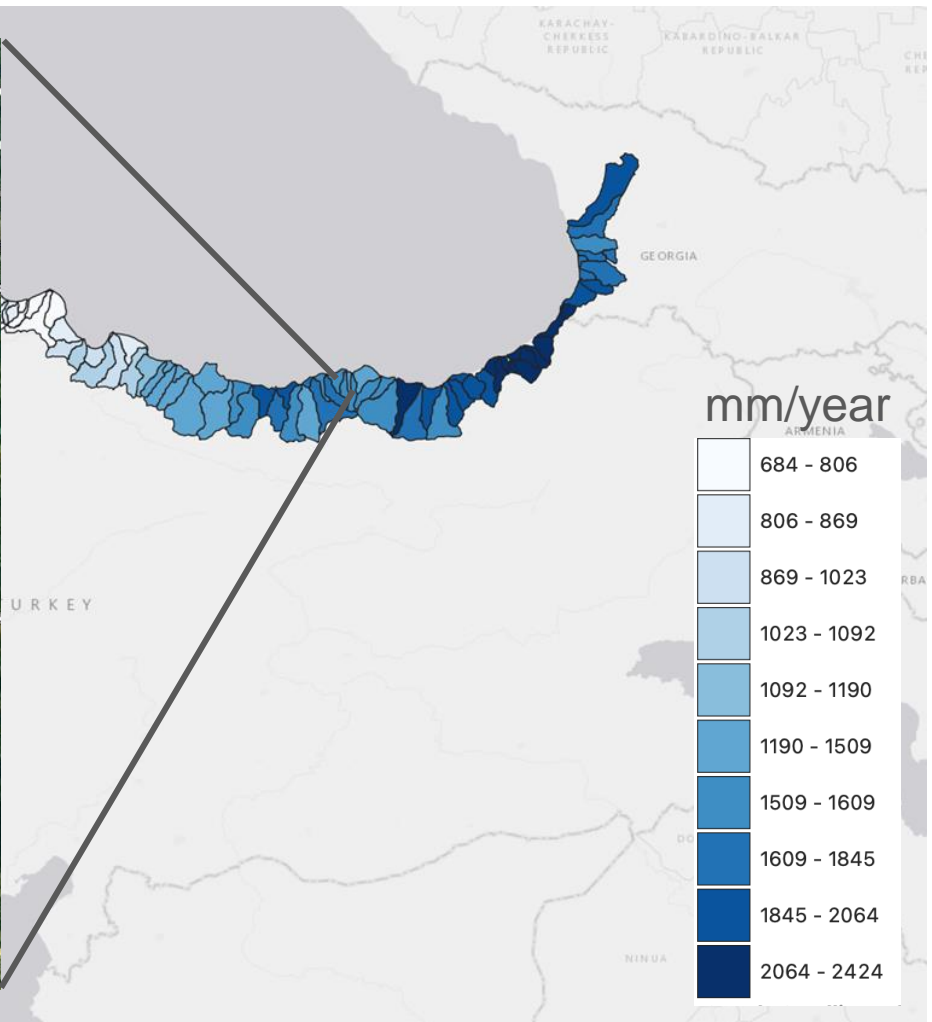 KARACHAY-
CHERKESS
REPUBLIC
KABARDINO-BALKAR
REPUBLIC
GEORGIA
mm/year
ARMENIA
684 - 806
806 - 869
869 - 1023
1023 - 1092
1092 - 1190
1190 - 1509
1509 - 1609
1609 - 1845
1845 - 2064
2064 - 2424
URKEY
NINUA